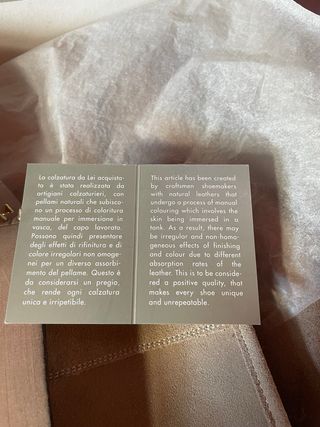 La calzatura da Lei acquista-
ta è stata realizzata da
artigiani calzaturieri, con
pellami naturali che subisco-
no un processo di coloritura
manuale per immersione in
vasca, del capo lavorato.
Possono quindi presentare
degli effetti di rifinitura e di
colore irregolari non omoge-
nei per un diverso assorbi-
mento del pellame. Questo è
da considerarsi un pregio,
che rende ogni calzatura
unica e irripetibile.
This article has been created
by craftsmen shoemakers
with natural leathers that
undergo a process of manual
colouring which involves the
skin being immersed in a
tank. As a result, there may
be irregular and non-homo-
geneous effects of finishing
and colour due to different
absorption rates of the
leather. This is to be conside-
red a positive quality, that
makes every shoe unique
and unrepeatable.